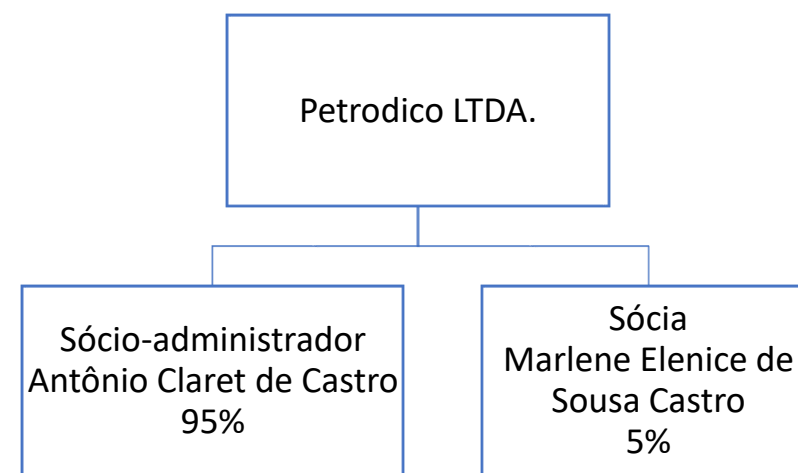 Petrodico LTDA.
Sócio-administrador
Antônio Claret de Castro
95%
Sócia
Marlene Elenice de
Sousa Castro
5%